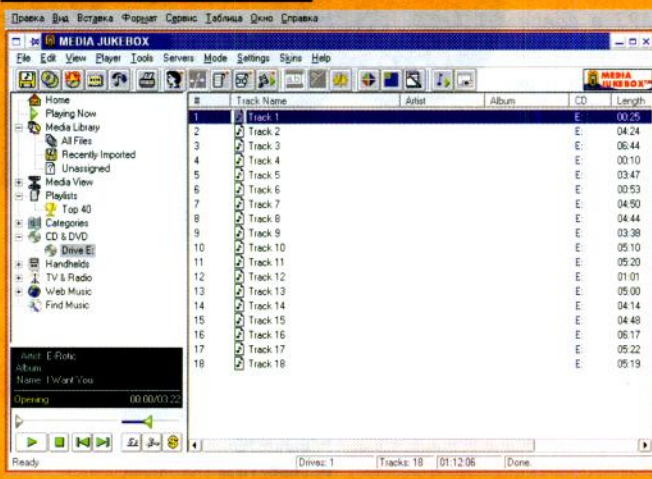 Правка Вид Вставка Формат Сервис Таблица Окно Справка
MEDIA JUKEBOX
File Edit View Player Tools Servers Mode Settings Skins Help
MEDIA JUKEBOX™
Home
Playing Now
Media Library
All Files
Recently Imported
Unassigned
Media View
Playlists
Top 40
Categories
CD & DVD
Drive E:
Handhelds
TV & Radio
Web Music
Find Music
# Track Name Artist Album CD Length
1 Track 1 E: 00:25
2 Track 2 E: 04:24
3 Track 3 E: 06:44
4 Track 4 E: 00:10
5 Track 5 E: 03:47
6 Track 6 E: 00:53
7 Track 7 E: 04:50
8 Track 8 E: 04:44
9 Track 9 E: 03:38
10 Track 10 E: 05:10
11 Track 11 E: 05:20
12 Track 12 E: 01:01
13 Track 13 E: 05:00
14 Track 14 E: 04:14
15 Track 15 E: 04:48
16 Track 16 E: 06:17
17 Track 17 E: 05:22
18 Track 18 E: 05:19
Artist: E-Rotic
Album:
Name: I Want You
Opening 00:00/03:22
Ready Drives: 1 Tracks: 18 01:12:06 Done.